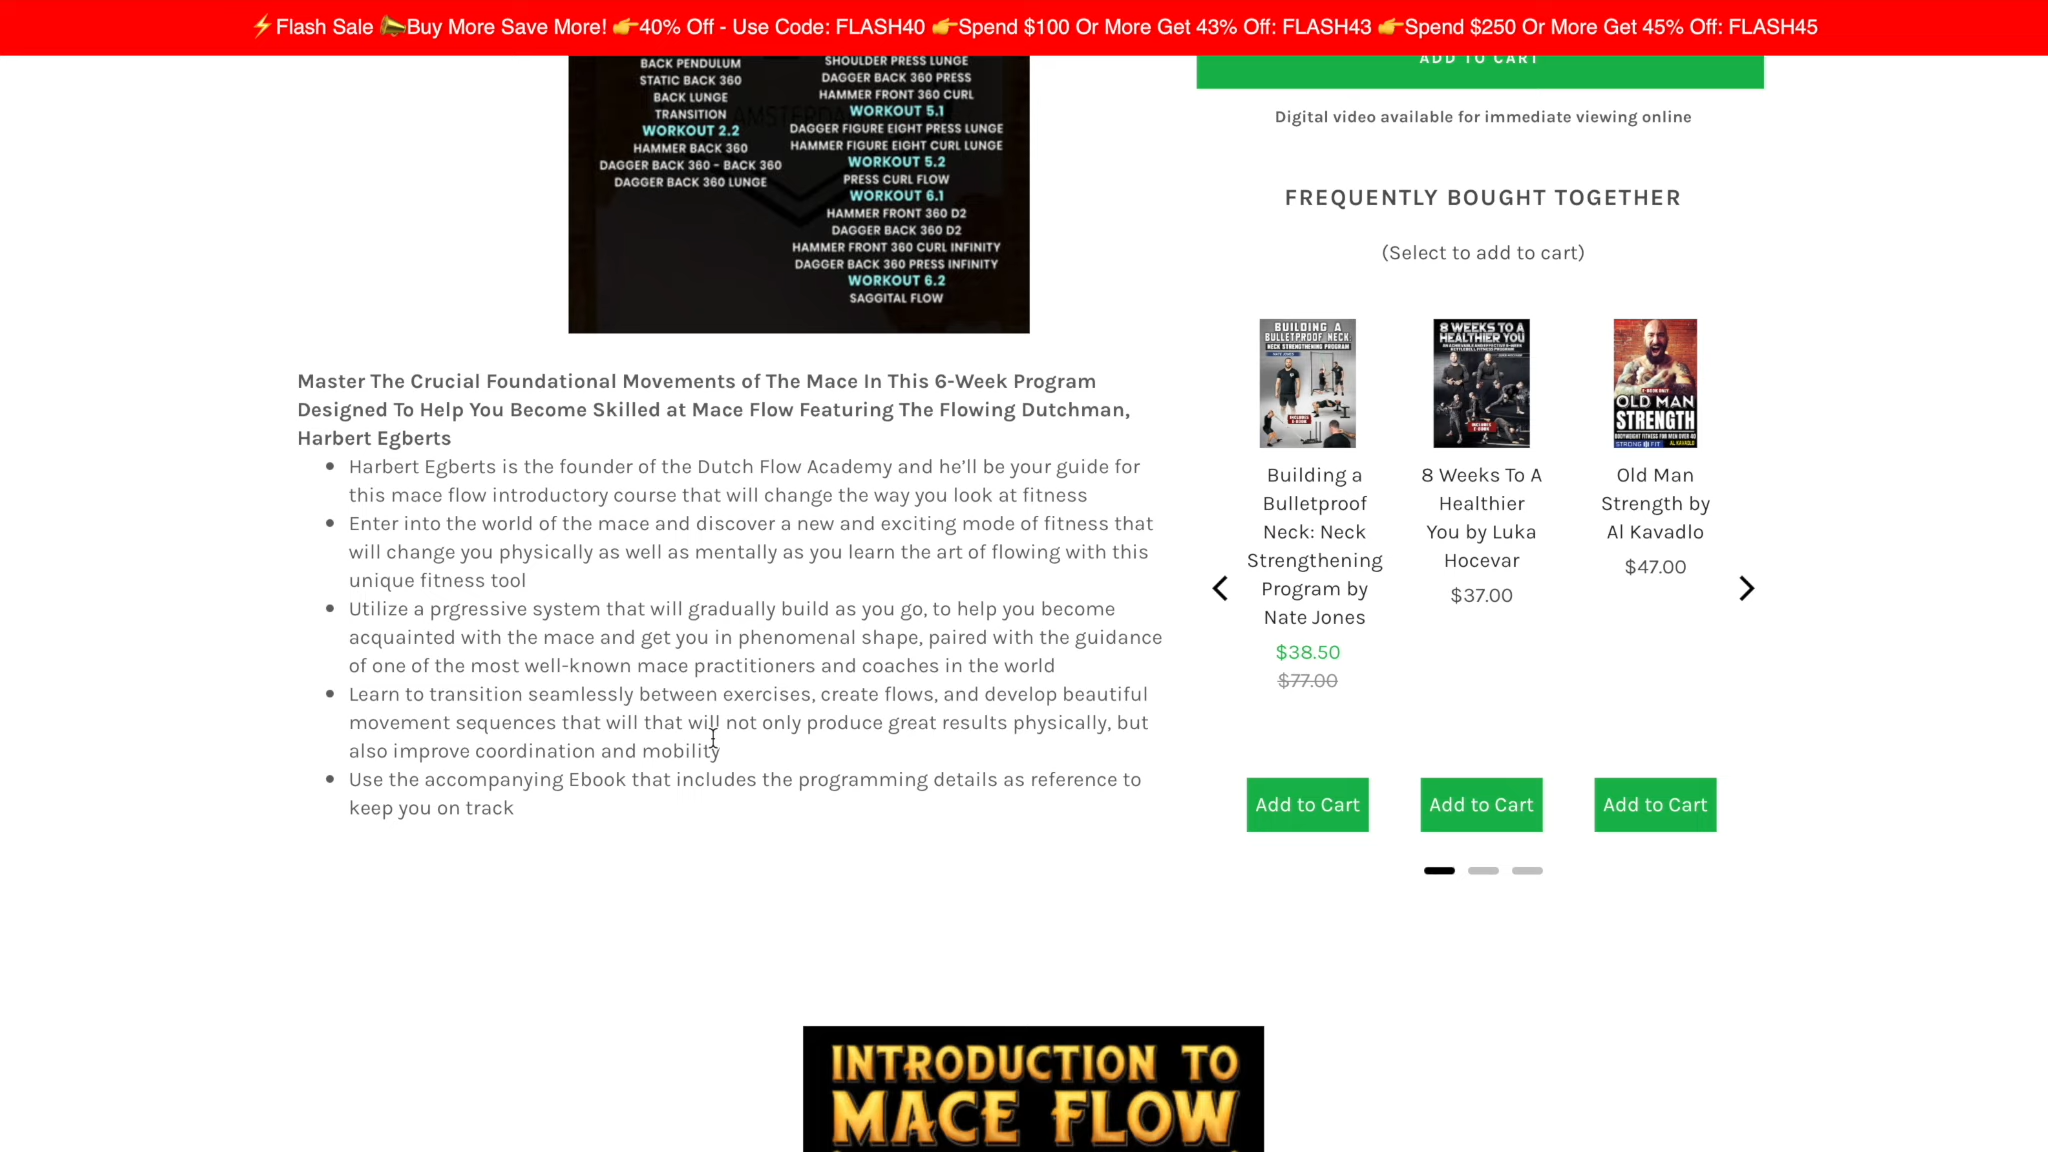 ⚡Flash Sale 📣Buy More Save More! 👉40% Off - Use Code: FLASH40 👉Spend $100 Or More Get 43% Off: FLASH43 👉Spend $250 Or More Get 45% Off: FLASH45
BACK PENDULUM
STATIC BACK 360
BACK LUNGE
TRANSITION
WORKOUT 2.2
HAMMER BACK 360
DAGGER BACK 360 - BACK 360
DAGGER BACK 360 LUNGE
SHOULDER PRESS LUNGE
DAGGER BACK 360 PRESS
HAMMER FRONT 360 CURL
WORKOUT 5.1
DAGGER FIGURE EIGHT PRESS LUNGE
HAMMER FIGURE EIGHT CURL LUNGE
WORKOUT 5.2
PRESS CURL FLOW
WORKOUT 6.1
HAMMER FRONT 360 D2
DAGGER BACK 360 D2
HAMMER FRONT 360 CURL INFINITY
DAGGER BACK 360 PRESS INFINITY
WORKOUT 6.2
SAGGITAL FLOW
Master The Crucial Foundational Movements of The Mace In This 6-Week Program
Designed To Help You Become Skilled at Mace Flow Featuring The Flowing Dutchman,
Harbert Egberts
• Harbert Egberts is the founder of the Dutch Flow Academy and he’ll be your guide for
this mace flow introductory course that will change the way you look at fitness
• Enter into the world of the mace and discover a new and exciting mode of fitness that
will change you physically as well as mentally as you learn the art of flowing with this
unique fitness tool
• Utilize a prgressive system that will gradually build as you go, to help you become
acquainted with the mace and get you in phenomenal shape, paired with the guidance
of one of the most well-known mace practitioners and coaches in the world
• Learn to transition seamlessly between exercises, create flows, and develop beautiful
movement sequences that will that will not only produce great results physically, but
also improve coordination and mobility
• Use the accompanying Ebook that includes the programming details as reference to
keep you on track
ADD TO CART
Digital video available for immediate viewing online
FREQUENTLY BOUGHT TOGETHER
(Select to add to cart)
BUILDING A
BULLETPROOF NECK:
NECK STRENGTHENING PROGRAM
NATE JONES
8 WEEKS TO A
HEALTHIER YOU
OLD MAN
STRENGTH
BODYWEIGHT FITNESS FOR MEN OVER 40
STRONG FIT AL KAVADLO
Building a
Bulletproof
Neck: Neck
Strengthening
Program by
Nate Jones
$38.50
$77.00
Add to Cart
8 Weeks To A
Healthier
You by Luka
Hocevar
$37.00
Add to Cart
Old Man
Strength by
Al Kavadlo
$47.00
Add to Cart
INTRODUCTION TO
MACE FLOW